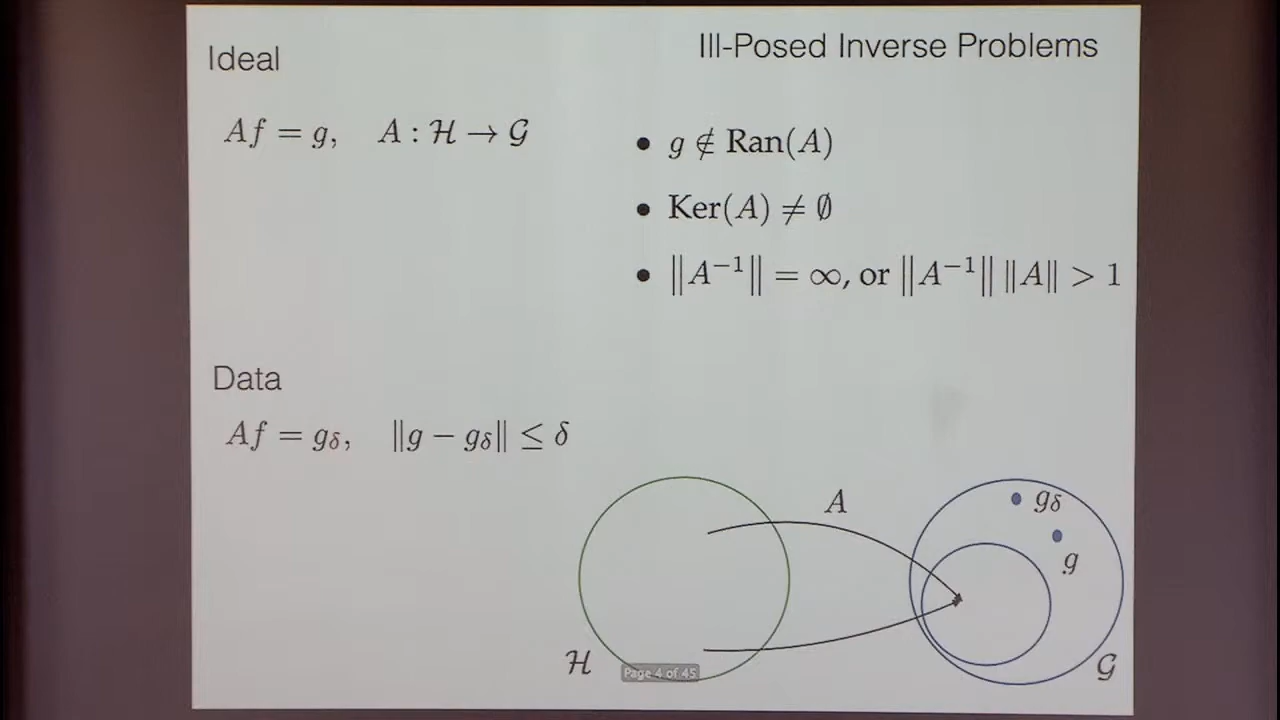 Ideal
Ill-Posed Inverse Problems
Af = g, A : ℋ → 𝒢
• g ∉ Ran(A)
• Ker(A) ≠ ∅
• ‖A⁻¹‖ = ∞, or ‖A⁻¹‖ ‖A‖ > 1
Data
Af = g_δ, ‖g − g_δ‖ ≤ δ
A
g_δ
g
ℋ
𝒢
Page 4 of 45